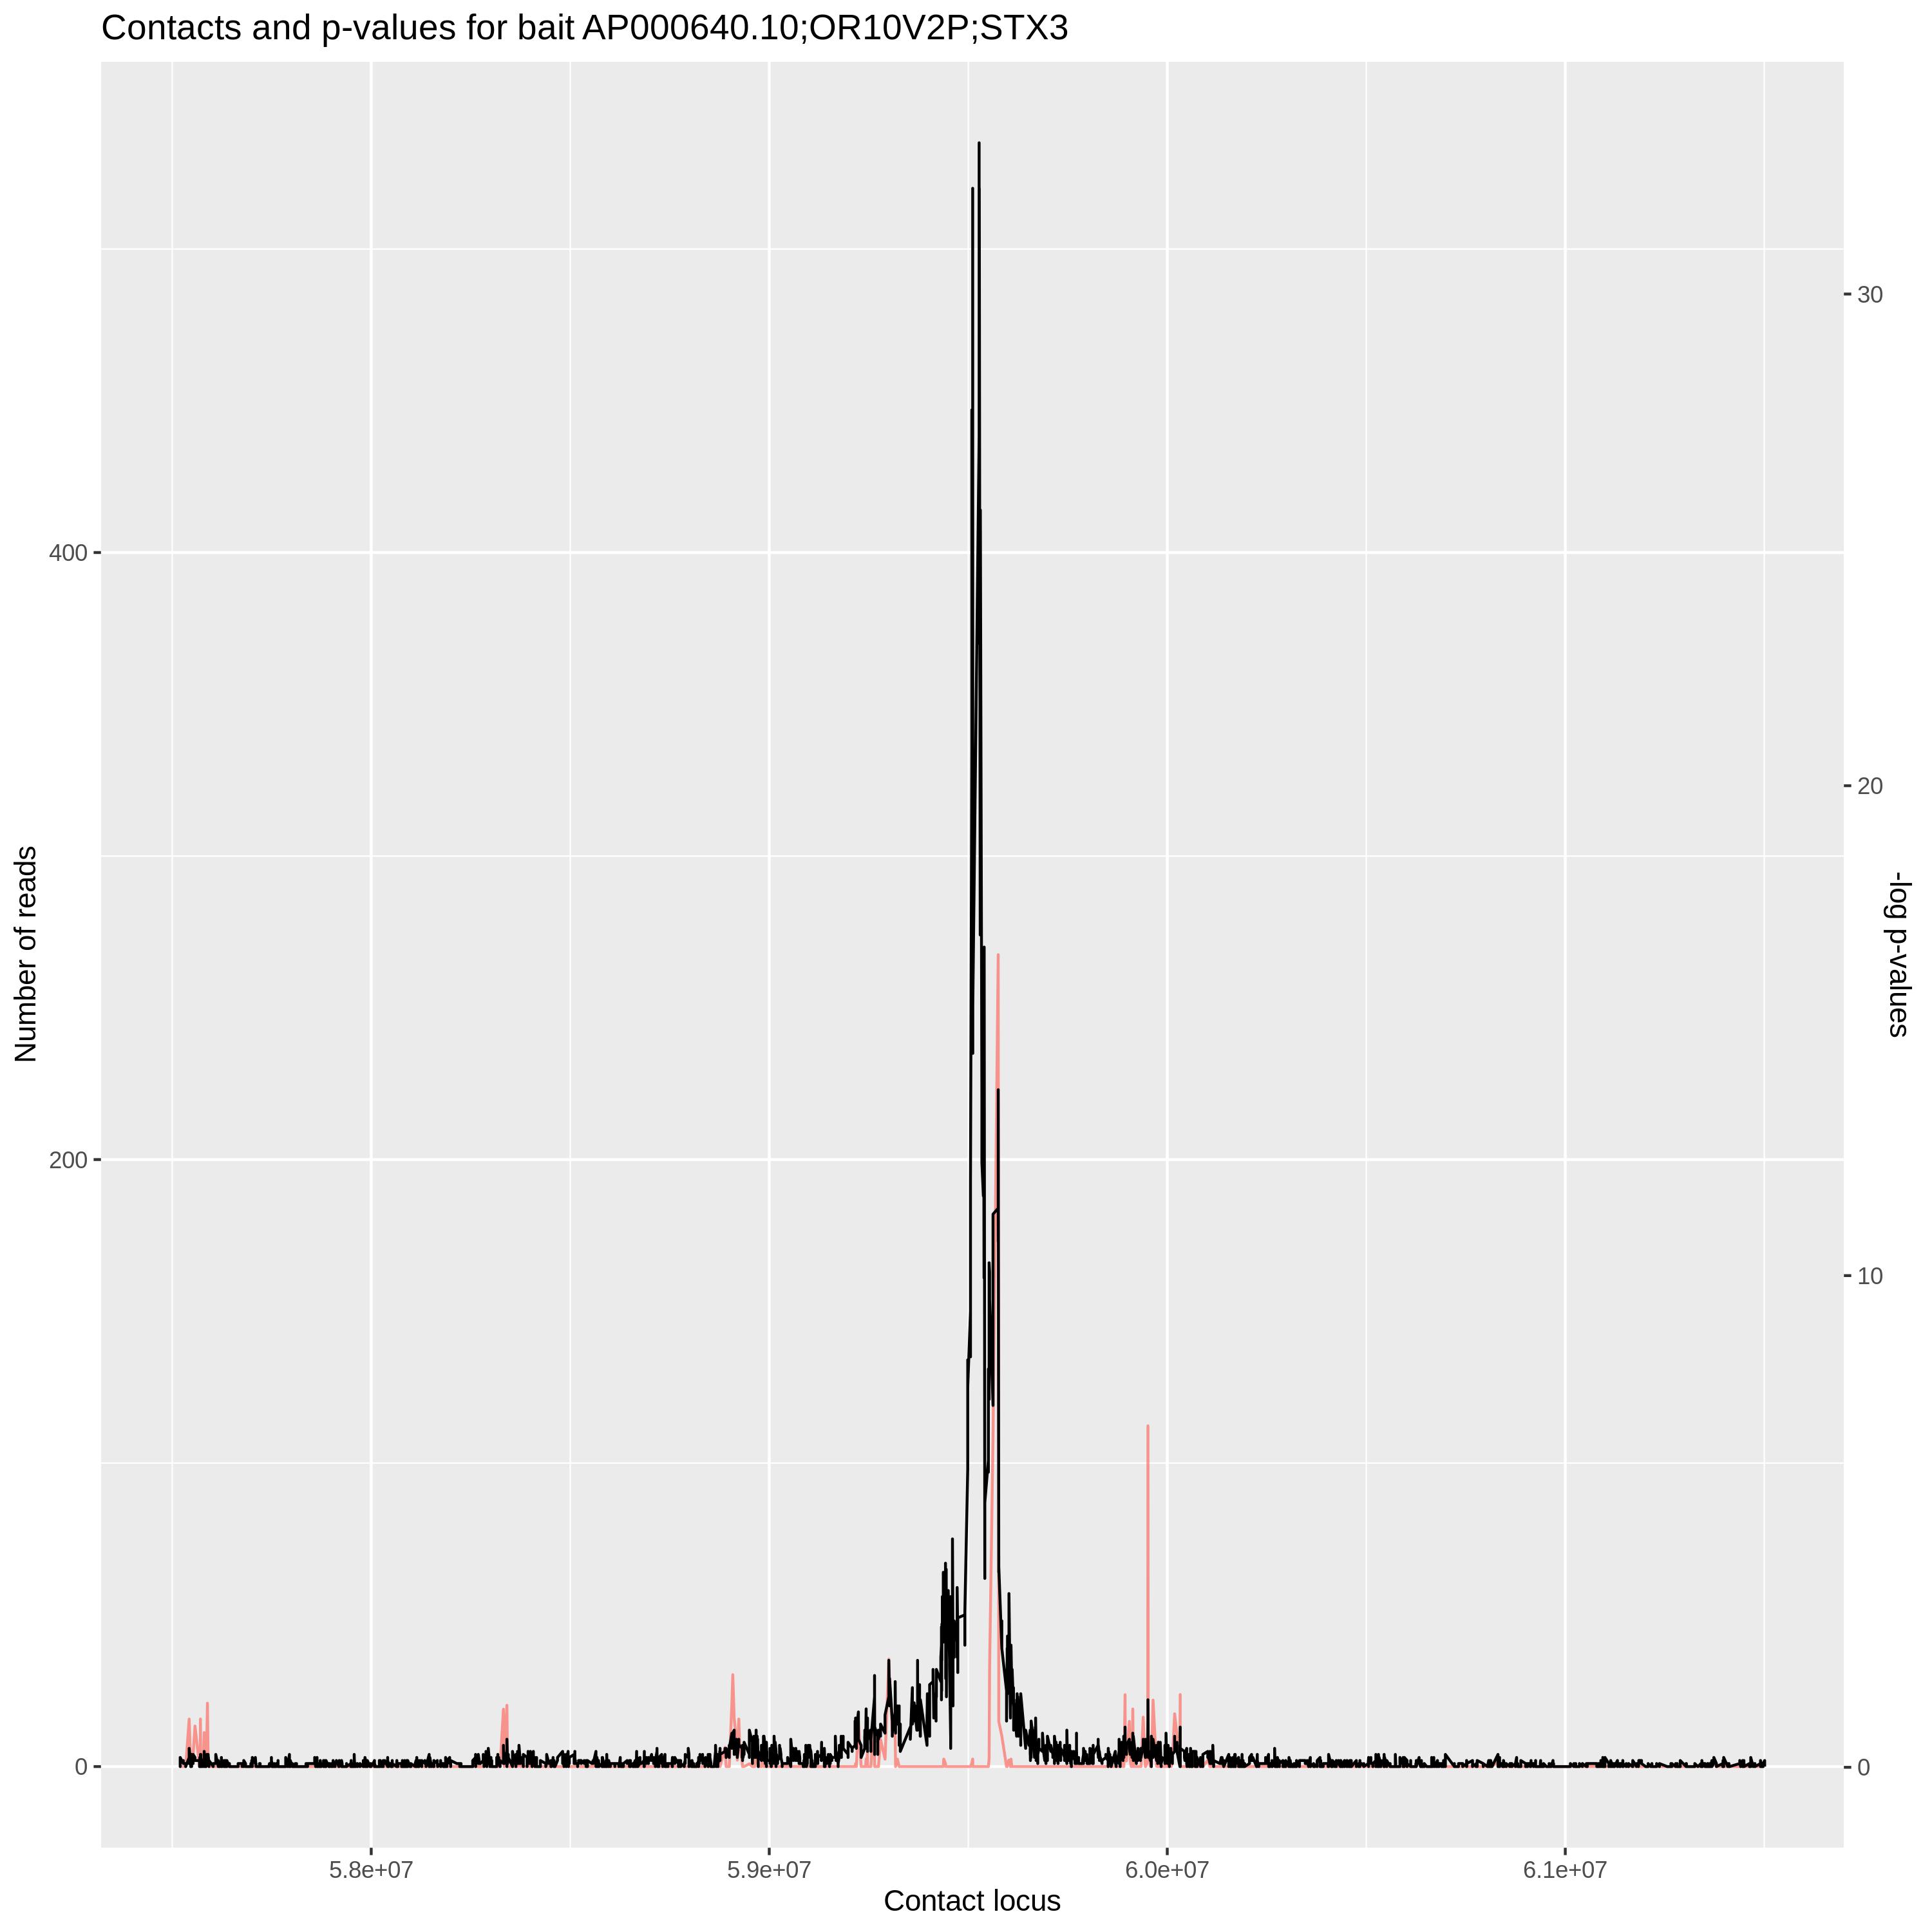 Contacts and p-values for bait AP000640.10;OR10V2P;STX3
400
200
0
Number of reads
30
20
10
0
-log p-values
5.8e+07 5.9e+07 6.0e+07 6.1e+07
Contact locus